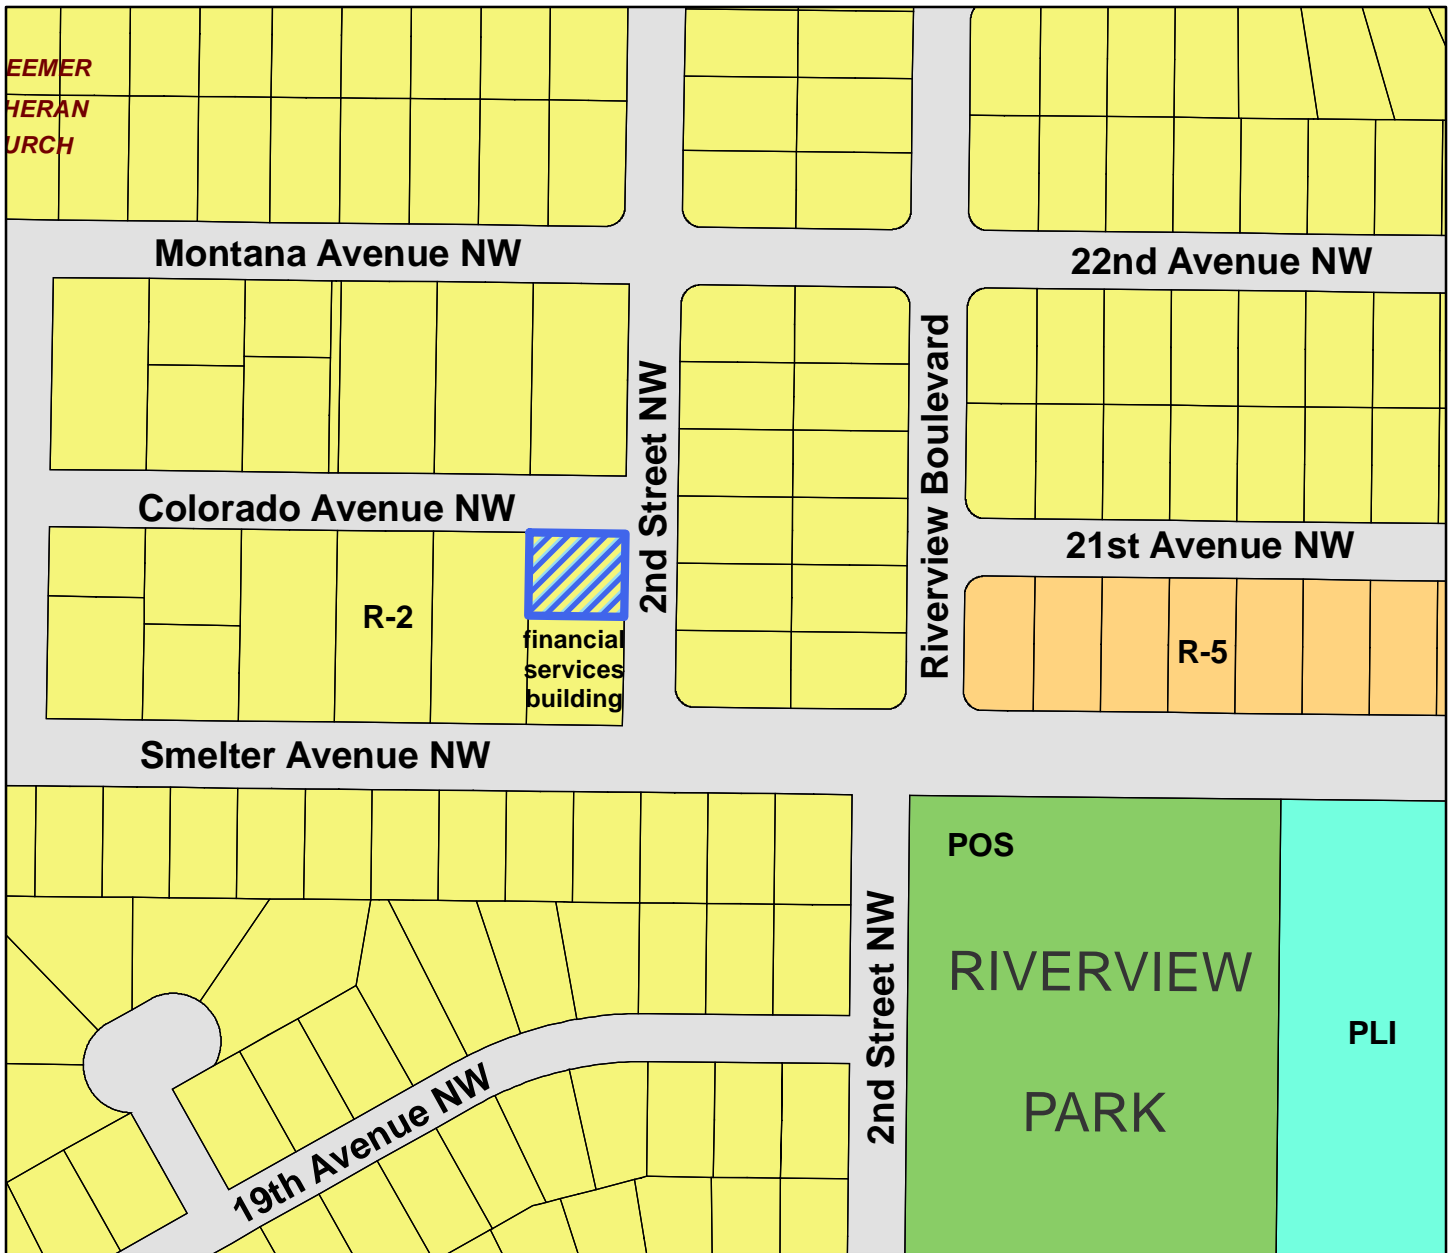 EEMER
HERAN
URCH
Montana Avenue NW
22nd Avenue NW
2nd Street NW
Riverview Boulevard
Colorado Avenue NW
21st Avenue NW
R-2
financial
services
building
R-5
Smelter Avenue NW
POS
2nd Street NW
RIVERVIEW
PARK
PLI
19th Avenue NW